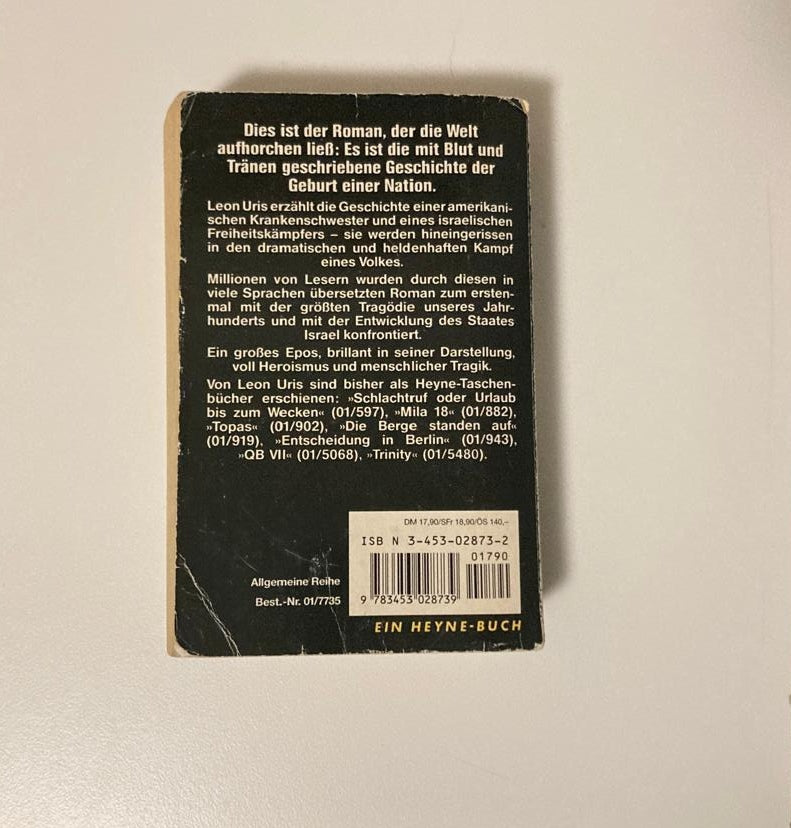 Dies ist der Roman, der die Welt
aufhorchen ließ: Es ist die mit Blut und
Tränen geschriebene Geschichte der
Geburt einer Nation.
Leon Uris erzählt die Geschichte einer amerikani-
schen Krankenschwester und eines israelischen
Freiheitskämpfers – sie werden hineingerissen
in den dramatischen und heldenhaften Kampf
eines Volkes.
Millionen von Lesern wurden durch diesen in
viele Sprachen übersetzten Roman zum ersten-
mal mit der größten Tragödie unseres Jahr-
hunderts und mit der Entwicklung des Staates
Israel konfrontiert.
Ein großes Epos, brillant in seiner Darstellung,
voll Heroismus und menschlicher Tragik.
Von Leon Uris sind bisher als Heyne-Taschen-
bücher erschienen: »Schlachtruf oder Urlaub
bis zum Wecken« (01/597), »Mila 18« (01/882),
»Topas« (01/902), »Die Berge standen auf«
(01/919), »Entscheidung in Berlin« (01/943),
»QB VII« (01/5068), »Trinity« (01/5480).
DM 17,90/SFr 18,90/ÖS 140,–
ISB N 3-453-02873-2
01790
9 783453 028739
Allgemeine Reihe
Best.-Nr. 01/7735
EIN HEYNE-BUCH